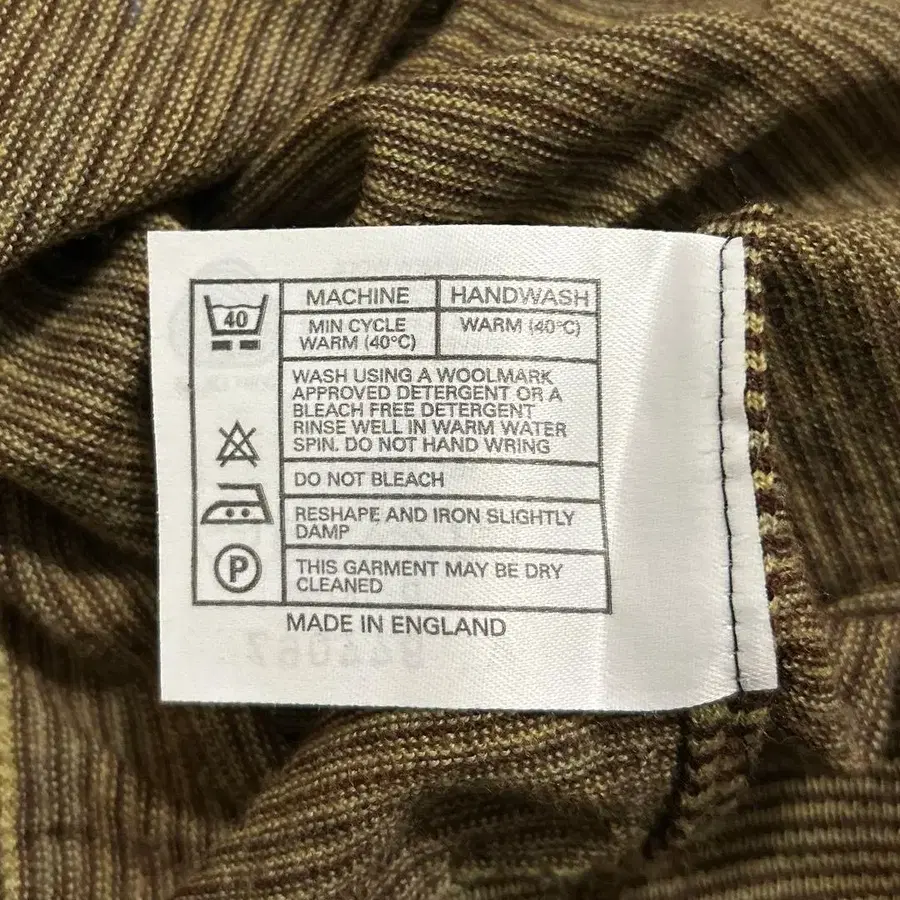 40
MACHINE
HANDWASH
MIN CYCLE
WARM (40°C)
WARM (40°C)
WASH USING A WOOLMARK
APPROVED DETERGENT OR A
BLEACH FREE DETERGENT
RINSE WELL IN WARM WATER
SPIN. DO NOT HAND WRING
DO NOT BLEACH
RESHAPE AND IRON SLIGHTLY
DAMP
P
THIS GARMENT MAY BE DRY
CLEANED
MADE IN ENGLAND